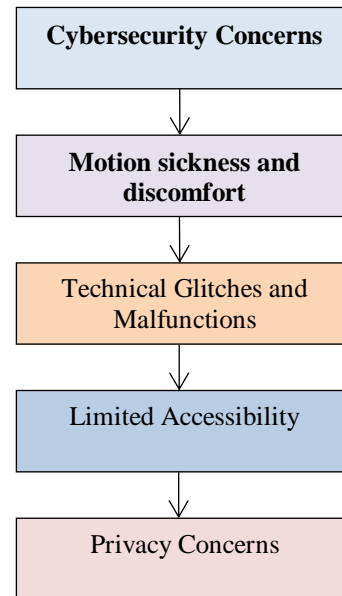 Cybersecurity Concerns
Motion sickness and
discomfort
Technical Glitches and
Malfunctions
Limited Accessibility
Privacy Concerns